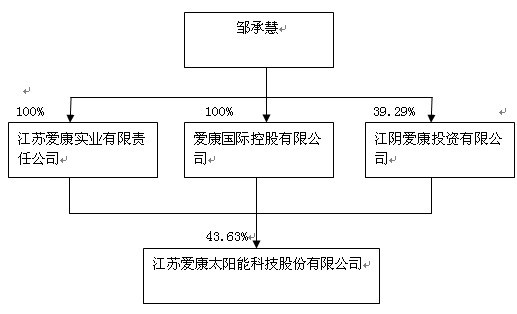 邹承慧
100%
100%
39.29%
江苏爱康实业有限责
任公司
爱康国际控股有限公
司
江阴爱康投资有限公
司
43.63%
江苏爱康太阳能科技股份有限公司